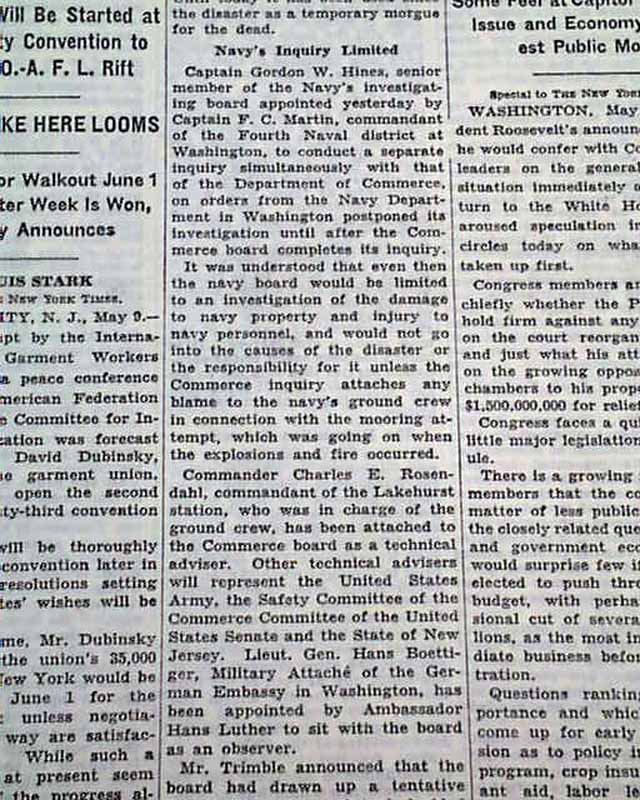 Will Be Started at
Convention to
O.-A. F. L. Rift
KE HERE LOOMS
or Walkout June 1
ter Week Is Won,
Announces
UIS STARK
NEW YORK TIMES.
ITY, N. J., May 9.—
pt by the Interna-
Garment Workers
a peace conference
merican Federation
Committee for In-
cation was forecast
David Dubinsky,
garment union,
open the second
ty-third convention
will be thoroughly
convention later in
resolutions setting
tes' wishes will be
me, Mr. Dubinsky
the union's 35,000
New York would be
June 1 for the
unless negotia-
way are satisfac-
While such a
at present seem
the progress al-
the disaster as a temporary morgue
for the dead.
Navy's Inquiry Limited
Captain Gordon W. Hines, senior
member of the Navy's investigat-
ing board appointed yesterday by
Captain F. C. Martin, commandant
of the Fourth Naval district at
Washington, to conduct a separate
inquiry simultaneously with that
of the Department of Commerce,
on orders from the Navy Depart-
ment in Washington postponed its
investigation until after the Com-
merce board completes its inquiry.
It was understood that even then
the navy board would be limited
to an investigation of the damage
to navy property and injury to
navy personnel, and would not go
into the causes of the disaster or
the responsibility for it unless the
Commerce inquiry attaches any
blame to the navy's ground crew
in connection with the mooring at-
tempt, which was going on when
the explosions and fire occurred.
Commander Charles E. Rosen-
dahl, commandant of the Lakehurst
station, who was in charge of the
ground crew, has been attached to
the Commerce board as a technical
adviser. Other technical advisers
will represent the United States
Army, the Safety Committee of the
Commerce Committee of the United
States Senate and the State of New
Jersey. Lieut. Gen. Hans Boetti-
ger, Military Attaché of the Ger-
man Embassy in Washington, has
been appointed by Ambassador
Hans Luther to sit with the board
as an observer.
Mr. Trimble announced that the
board had drawn up a tentative
Some Feel at Capitol
Issue and Economy
est Public Mo
Special to THE NEW YORK
WASHINGTON, May
dent Roosevelt's announ
he would confer with Co
leaders on the general
situation immediately
turn to the White Ho
aroused speculation in
circles today on wha
taken up first.
Congress members ar
chiefly whether the P
hold firm against any
on the court reorgan
and just what his att
on the growing oppos
chambers to his propo
$1,500,000,000 for relief
Congress faces a qui
little major legislation
ule.
There is a growing
members that the co
matter of less public
the closely related que
and government eco
would surprise few if
elected to push thro
budget, with perha
sional cut of severa
lions, as the most im
diate business befor
tration.
Questions rankin
portance and which
come up for early
sion as to policy i
program, crop insu
ant aid, labor le